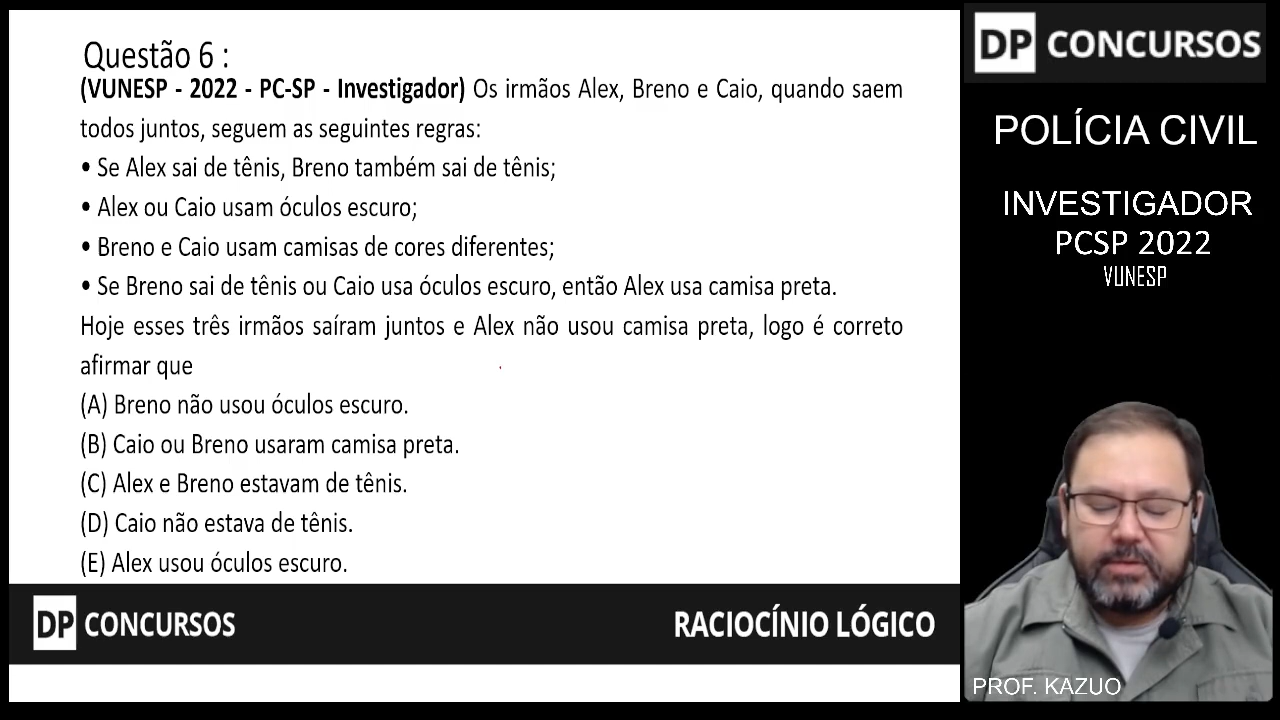 Questão 6 :
(VUNESP - 2022 - PC-SP - Investigador) Os irmãos Alex, Breno e Caio, quando saem
todos juntos, seguem as seguintes regras:
• Se Alex sai de tênis, Breno também sai de tênis;
• Alex ou Caio usam óculos escuro;
• Breno e Caio usam camisas de cores diferentes;
• Se Breno sai de tênis ou Caio usa óculos escuro, então Alex usa camisa preta.
Hoje esses três irmãos saíram juntos e Alex não usou camisa preta, logo é correto
afirmar que
(A) Breno não usou óculos escuro.
(B) Caio ou Breno usaram camisa preta.
(C) Alex e Breno estavam de tênis.
(D) Caio não estava de tênis.
(E) Alex usou óculos escuro.
DP CONCURSOS
RACIOCÍNIO LÓGICO
DP CONCURSOS
POLÍCIA CIVIL
INVESTIGADOR
PCSP 2022
VUNESP
PROF. KAZUO